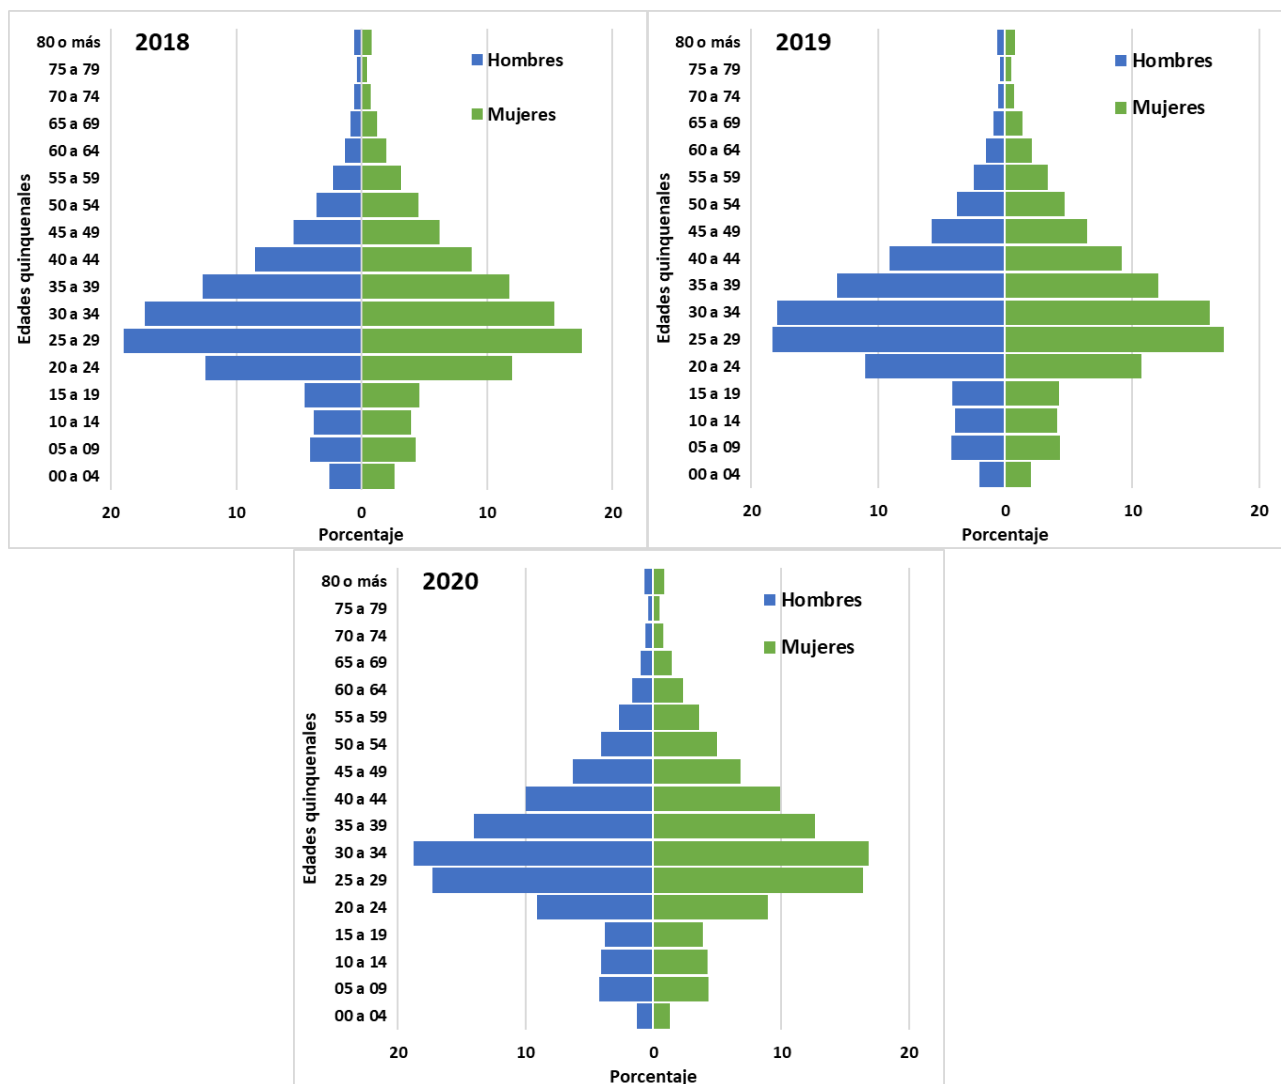 2018
Hombres
Mujeres
Edades quinquenales
80 o más
75 a 79
70 a 74
65 a 69
60 a 64
55 a 59
50 a 54
45 a 49
40 a 44
35 a 39
30 a 34
25 a 29
20 a 24
15 a 19
10 a 14
05 a 09
00 a 04
20 10 0 10 20
Porcentaje
2019
Hombres
Mujeres
Edades quinquenales
80 o más
75 a 79
70 a 74
65 a 69
60 a 64
55 a 59
50 a 54
45 a 49
40 a 44
35 a 39
30 a 34
25 a 29
20 a 24
15 a 19
10 a 14
05 a 09
00 a 04
20 10 0 10 20
Porcentaje
2020
Hombres
Mujeres
Edades quinquenales
80 o más
75 a 79
70 a 74
65 a 69
60 a 64
55 a 59
50 a 54
45 a 49
40 a 44
35 a 39
30 a 34
25 a 29
20 a 24
15 a 19
10 a 14
05 a 09
00 a 04
20 10 0 10 20
Porcentaje